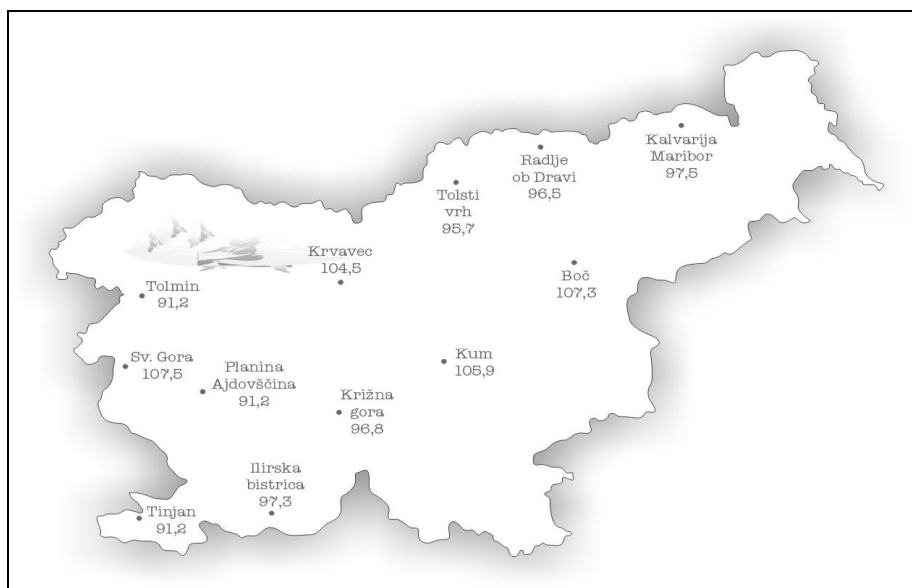 Kalvarija
Maribor
97,5
Radlje
ob Dravi
96,5
Tolsti
vrh
95,7
Krvavec
104,5
Boč
107,3
Tolmin
91,2
Sv. Gora
107,5
Planina
Ajdovščina
91,2
Kum
105,9
Križna
gora
96,8
Ilirska
bistrica
97,3
Tinjan
91,2